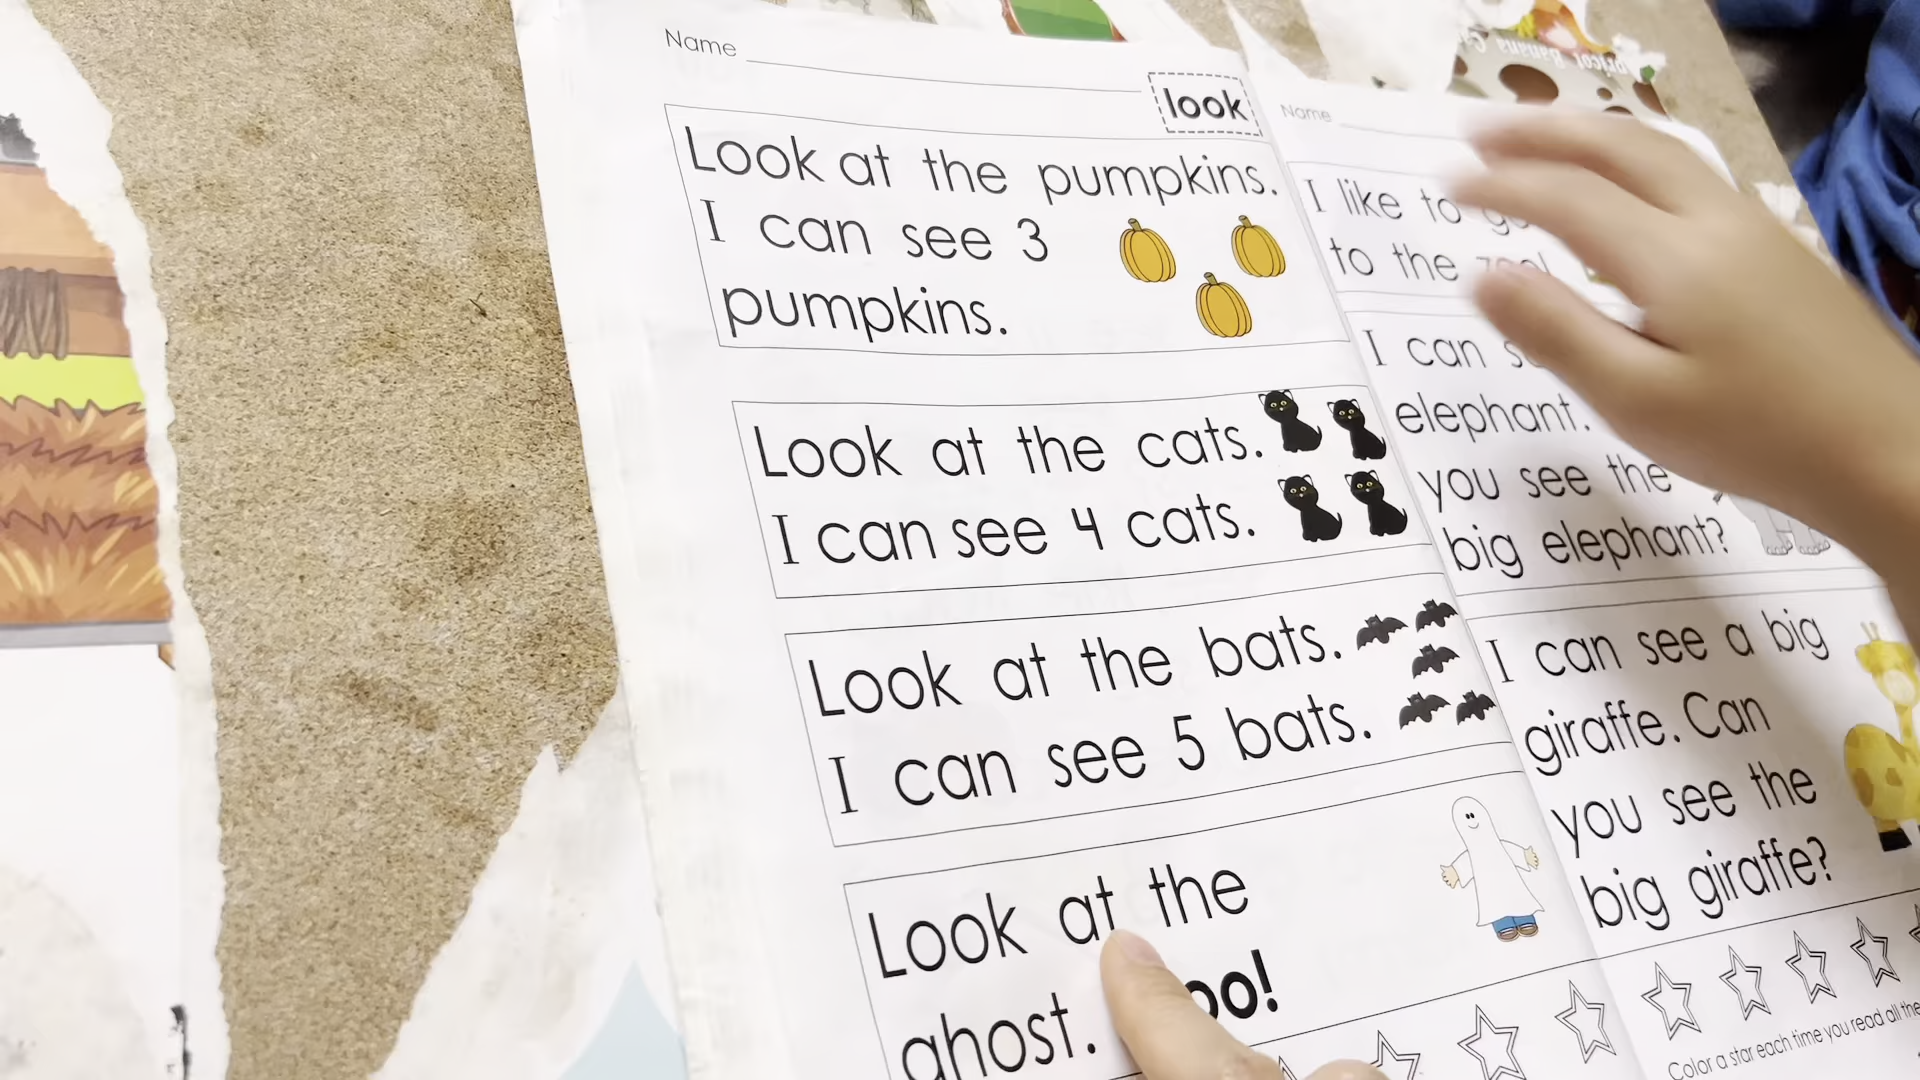 Name
look
Look at the pumpkins.
I can see 3
pumpkins.
Look at the cats.
I can see 4 cats.
Look at the bats.
I can see 5 bats.
Look at the
ghost.
Name
I like to
to the
I can
elephant.
you see the
big elephant?
I can see a big
giraffe. Can
you see the
big giraffe?
Color a star each time you read all the